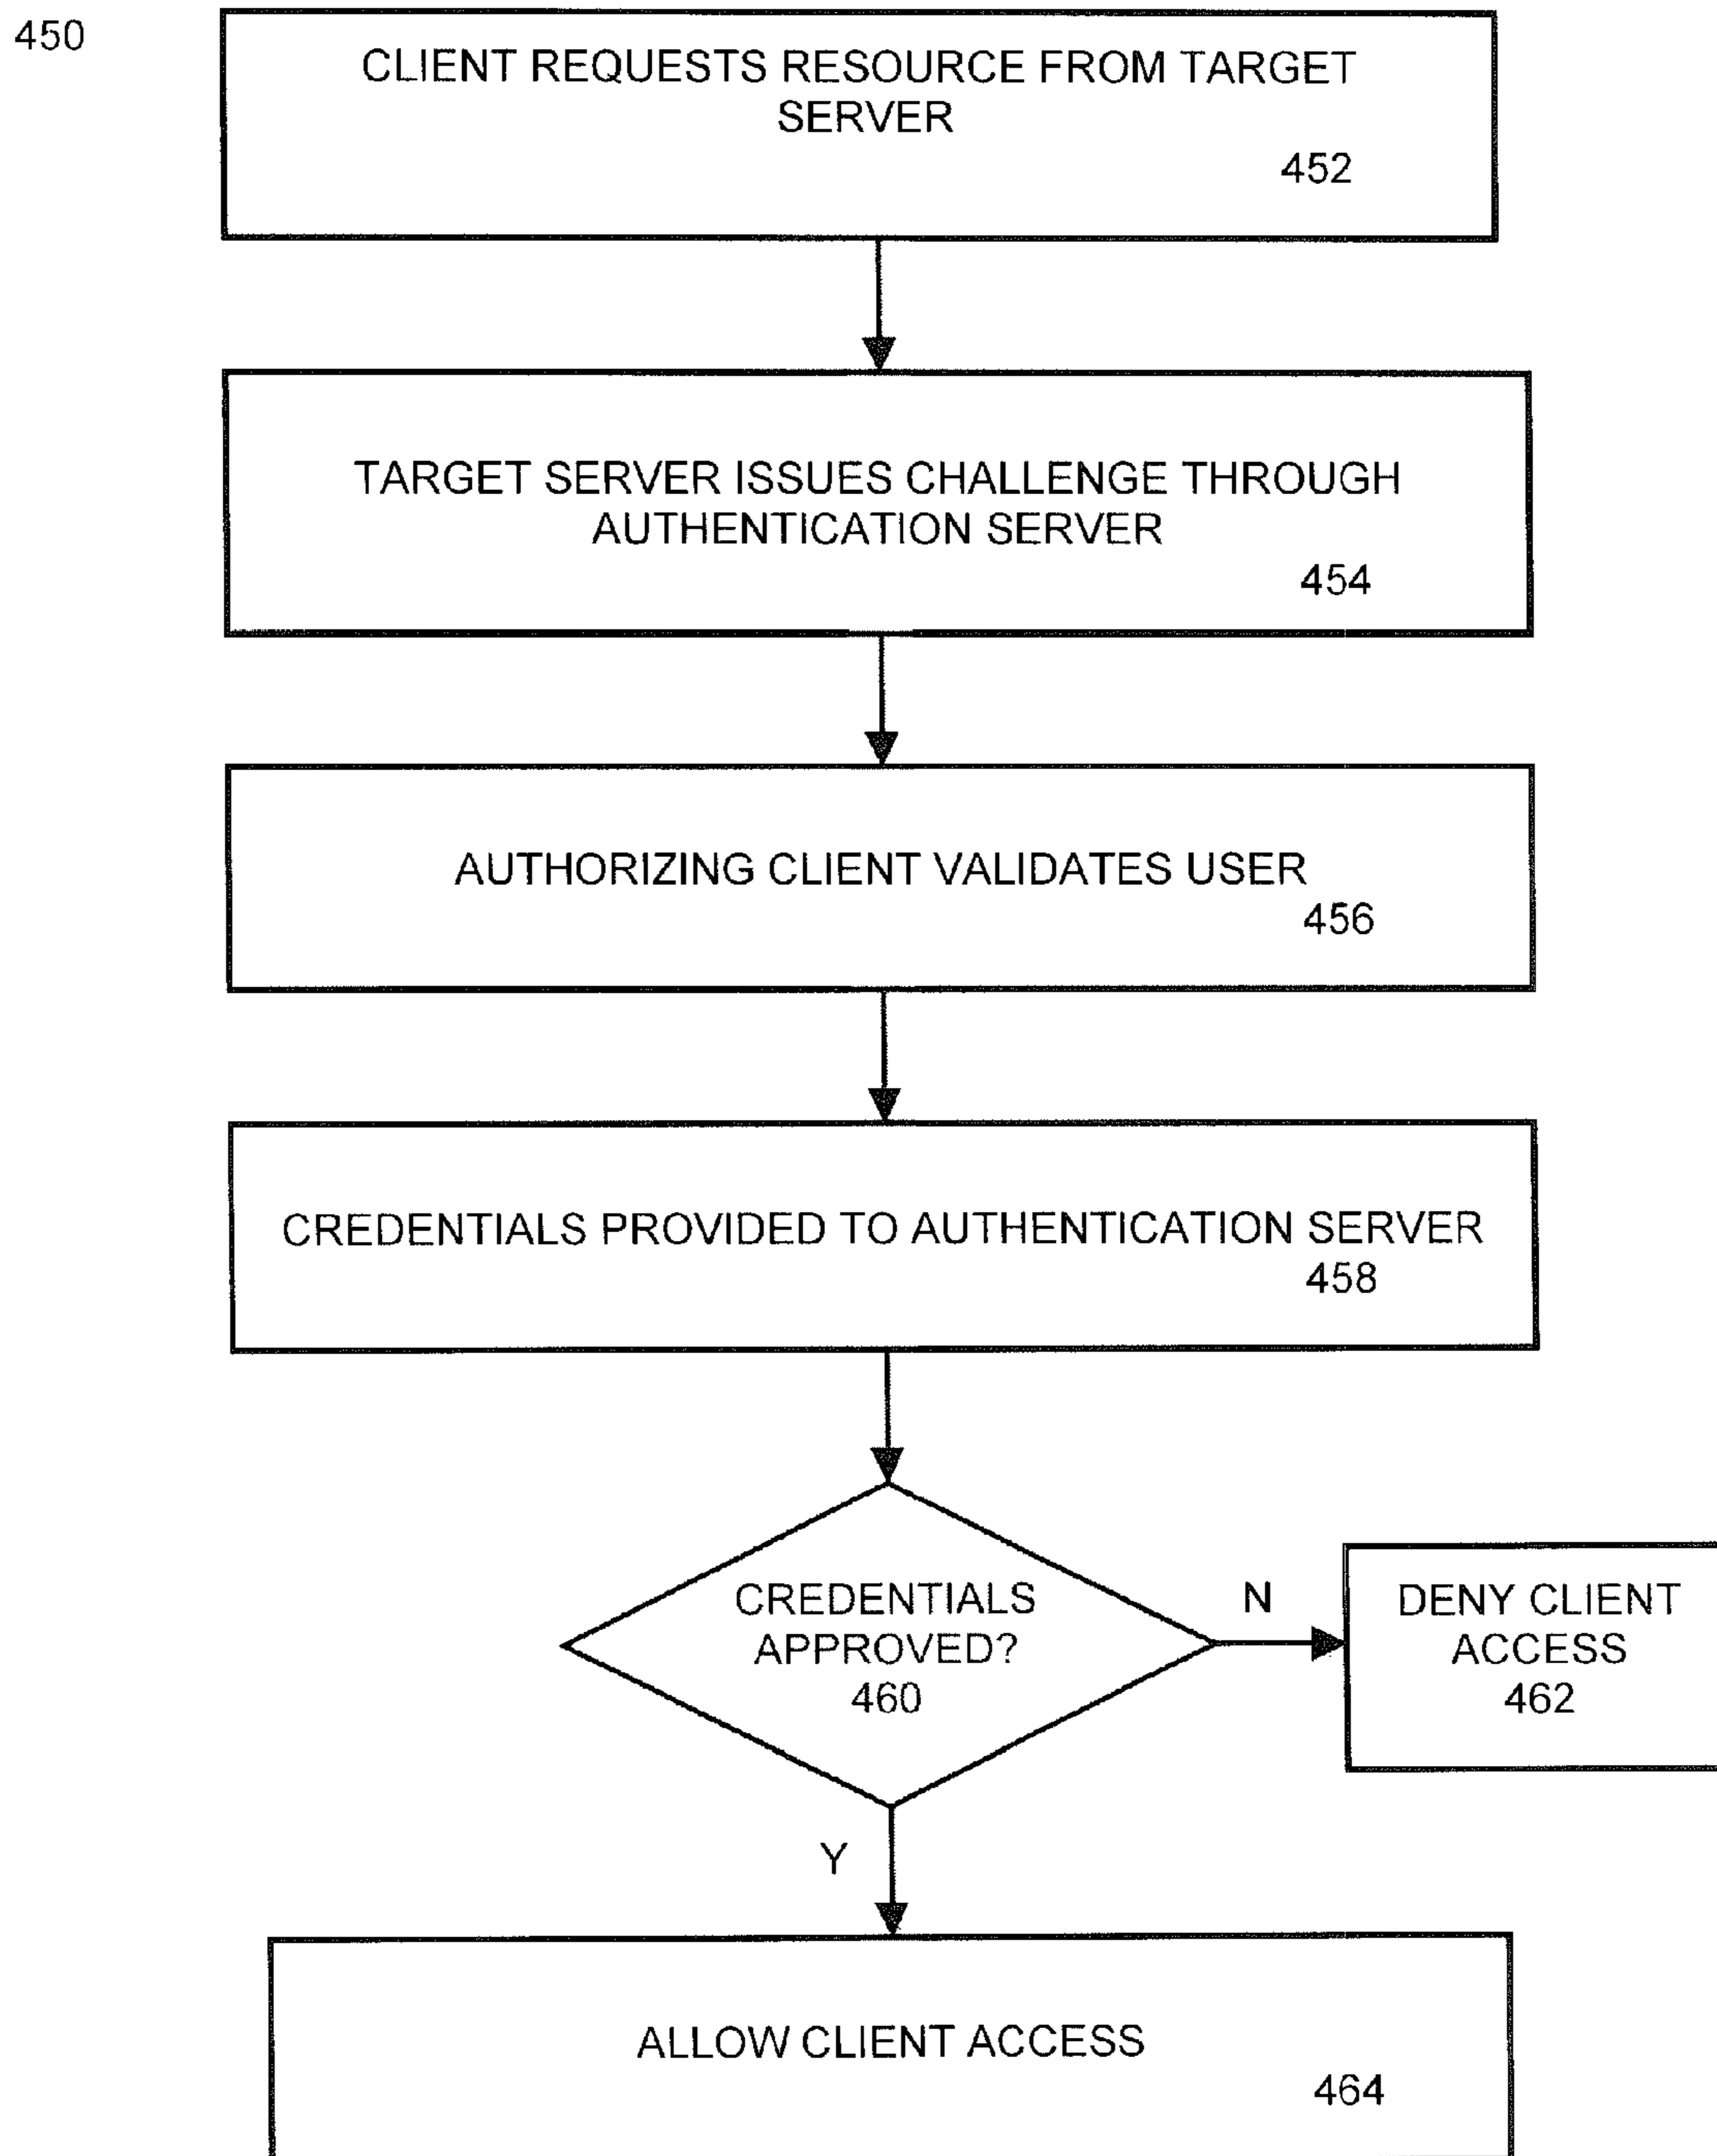 450
CLIENT REQUESTS RESOURCE FROM TARGET
SERVER
452
TARGET SERVER ISSUES CHALLENGE THROUGH
AUTHENTICATION SERVER
454
AUTHORIZING CLIENT VALIDATES USER
456
CREDENTIALS PROVIDED TO AUTHENTICATION SERVER
458
CREDENTIALS
APPROVED?
460
N
DENY CLIENT
ACCESS
462
Y
ALLOW CLIENT ACCESS
464